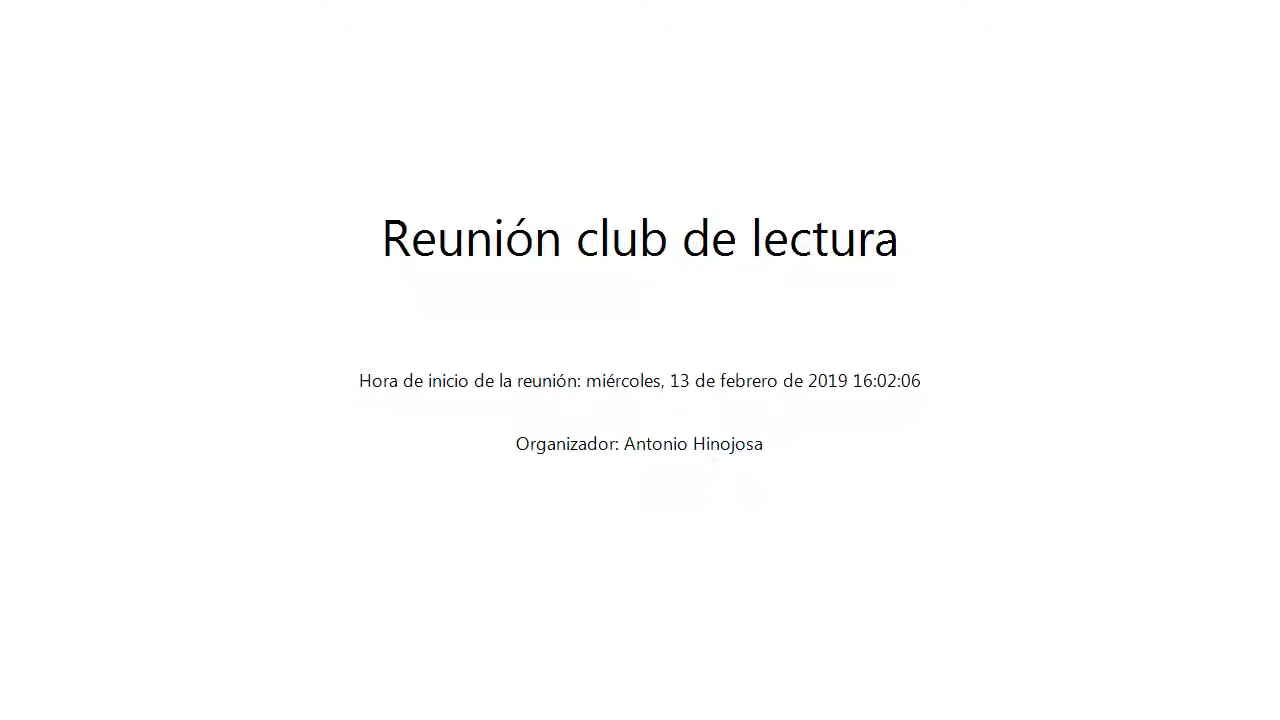 Reunión club de lectura
Hora de inicio de la reunión: miércoles, 13 de febrero de 2019 16:02:06
Organizador: Antonio Hinojosa